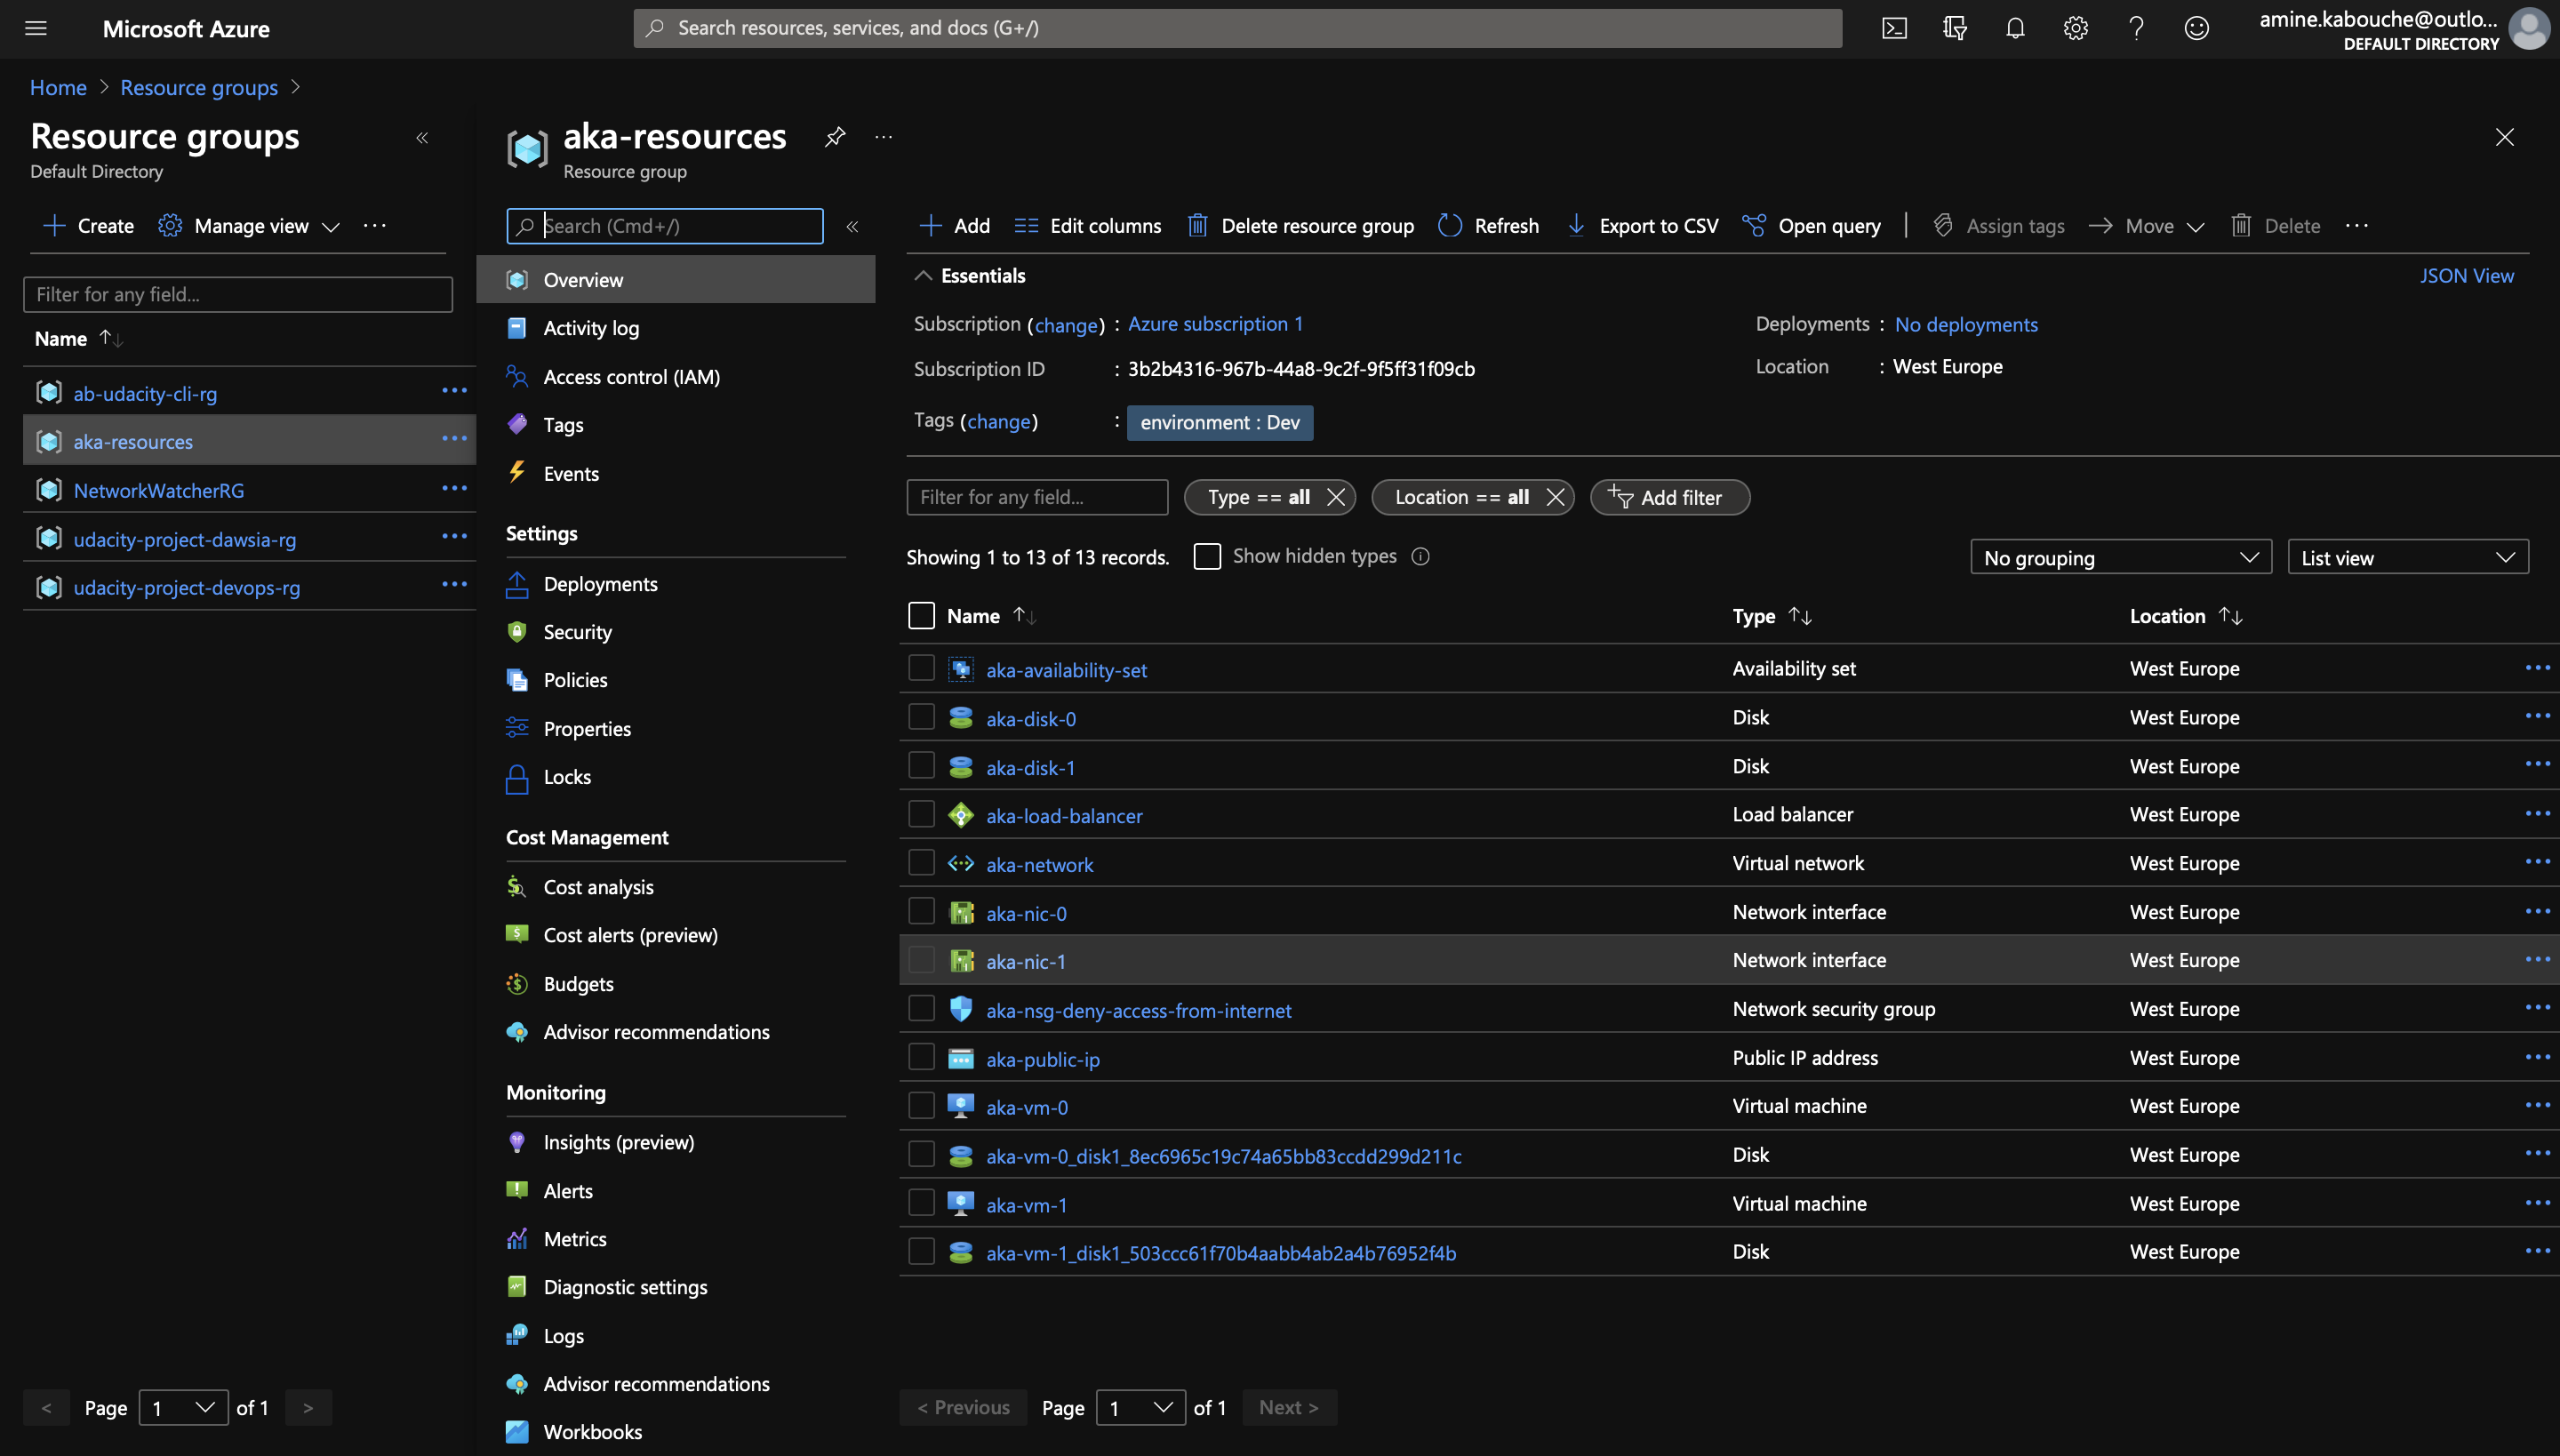 Microsoft Azure
Search resources, services, and docs (G+/)
amine.kabouche@outlo...
DEFAULT DIRECTORY
Home > Resource groups >
Resource groups
Default Directory
Create
Manage view
Filter for any field...
Name
ab-udacity-cli-rg
aka-resources
NetworkWatcherRG
udacity-project-dawsia-rg
udacity-project-devops-rg
< Page 1 of 1 >
aka-resources
Resource group
Search (Cmd+/)
Overview
Activity log
Access control (IAM)
Tags
Events
Settings
Deployments
Security
Policies
Properties
Locks
Cost Management
Cost analysis
Cost alerts (preview)
Budgets
Advisor recommendations
Monitoring
Insights (preview)
Alerts
Metrics
Diagnostic settings
Logs
Advisor recommendations
Workbooks
Add Edit columns Delete resource group Refresh Export to CSV Open query Assign tags Move Delete
Essentials
JSON View
Subscription (change) : Azure subscription 1
Subscription ID : 3b2b4316-967b-44a8-9c2f-9f5ff31f09cb
Tags (change) : environment : Dev
Deployments : No deployments
Location : West Europe
Filter for any field... Type == all Location == all Add filter
Showing 1 to 13 of 13 records. Show hidden types No grouping List view
Name Type Location
aka-availability-set Availability set West Europe
aka-disk-0 Disk West Europe
aka-disk-1 Disk West Europe
aka-load-balancer Load balancer West Europe
aka-network Virtual network West Europe
aka-nic-0 Network interface West Europe
aka-nic-1 Network interface West Europe
aka-nsg-deny-access-from-internet Network security group West Europe
aka-public-ip Public IP address West Europe
aka-vm-0 Virtual machine West Europe
aka-vm-0_disk1_8ec6965c19c74a65bb83ccdd299d211c Disk West Europe
aka-vm-1 Virtual machine West Europe
aka-vm-1_disk1_503ccc61f70b4aabb4ab2a4b76952f4b Disk West Europe
< Previous Page 1 of 1 Next >